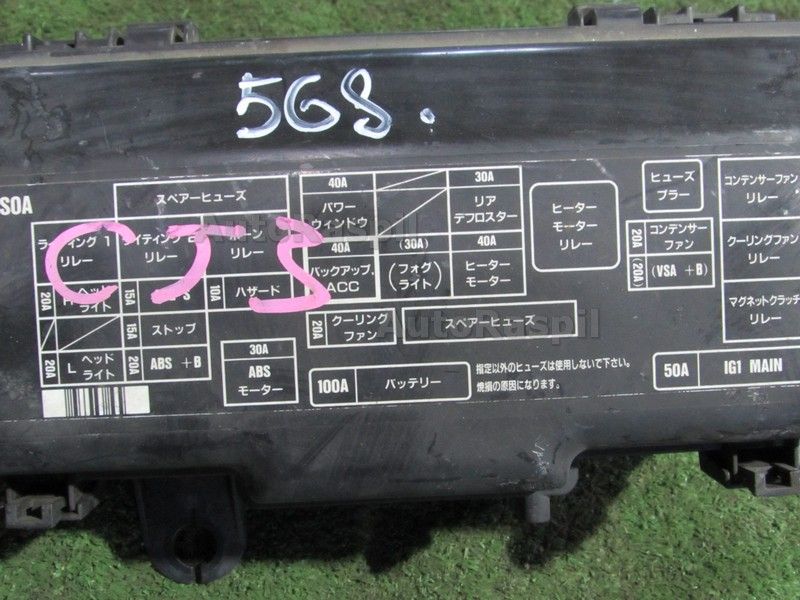 568.
S0A
スペアーヒューズ
40A
パワー
ウィンドウ
30A
リア
デフロスター
ヒーター
モーター
リレー
ヒューズ
プラー
コンデンサーファン
リレー
ライティング 1
リレー
ライティング 2
リレー
ホーン
リレー
40A
バックアップ,
ACC
(30A)
(フォグ
ライト)
40A
ヒーター
モーター
20A
(20A)
コンデンサー
ファン
(VSA +B)
クーリングファン
リレー
CJS
20A
ヘッド
ライト
15A
10A
ハザード
マグネットクラッチ
リレー
15A
ストップ
20A
クーリング
ファン
スペアーヒューズ
20A
L ヘッド
ライト
20A
ABS +B
30A
ABS
モーター
100A
バッテリー
指定以外のヒューズは使用しないで下さい。
焼損の原因になります。
50A
IG1 MAIN
AutoRaspil
AutoRaspil